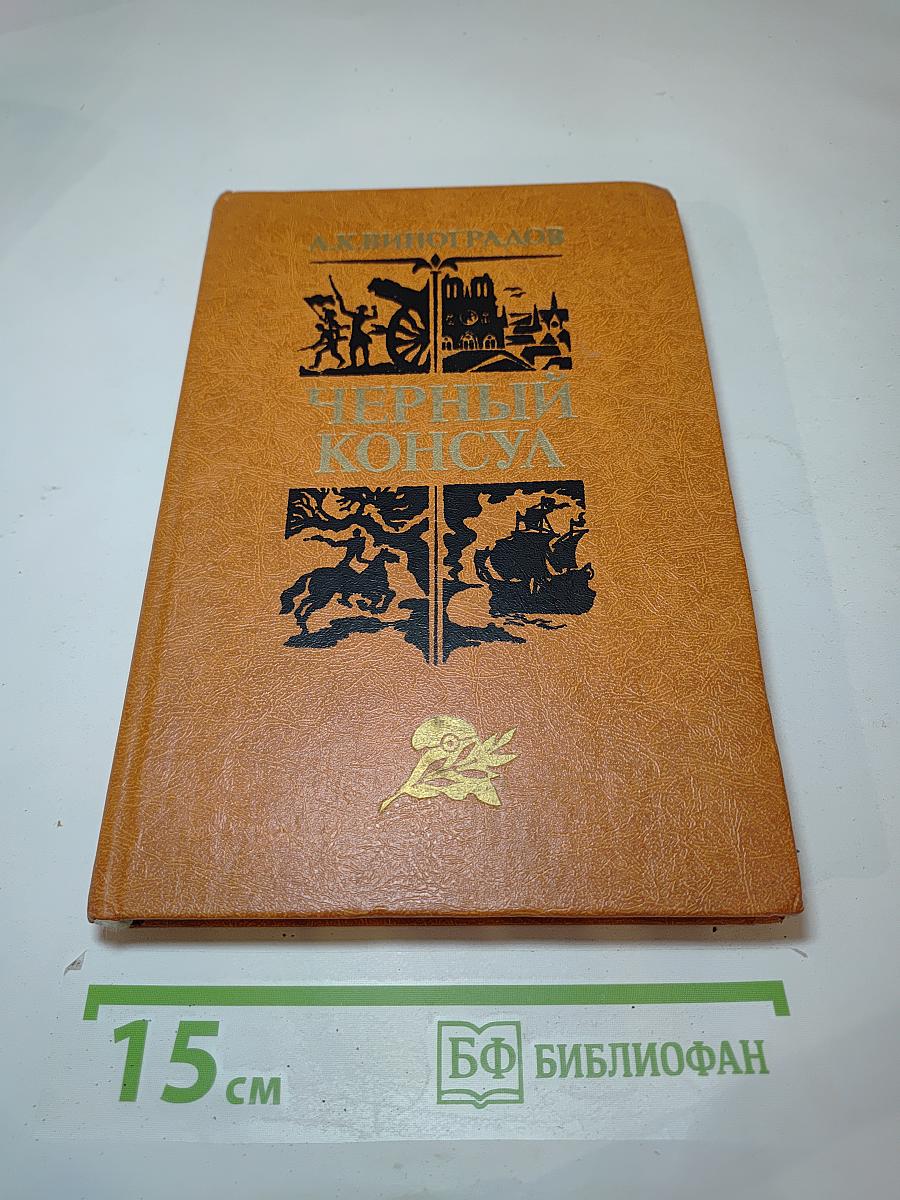 А.К.ВИНОГРАДОВ
ЧЕРНЫЙ
КОНСУЛ
15 см
БФ БИБЛИОФАН